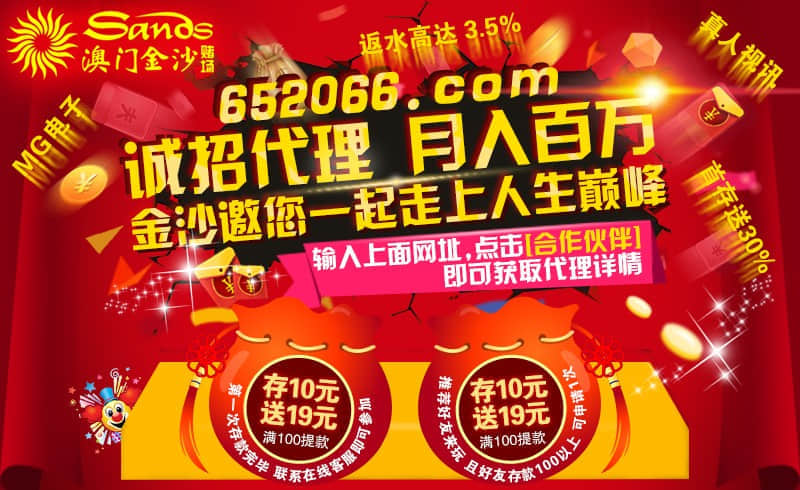 Sands
澳门金沙赌场
返水高达 3.5%
真人视讯
MG电子
652066.com
诚招代理 月入百万
金沙邀您一起走上人生巅峰
首存送30%
输入上面网址,点击[合作伙伴]
即可获取代理详情
存10元
送19元
满100提款
第一次存款完毕 联系在线客服即可参加
存10元
送19元
满100提款
推荐好友来玩 且好友存款100以上 可申请1次